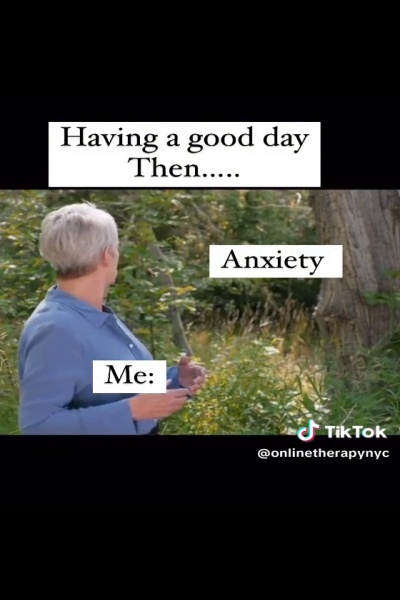 Having a good day
Then.....
Anxiety
Me:
TikTok
@onlinetherapynyc